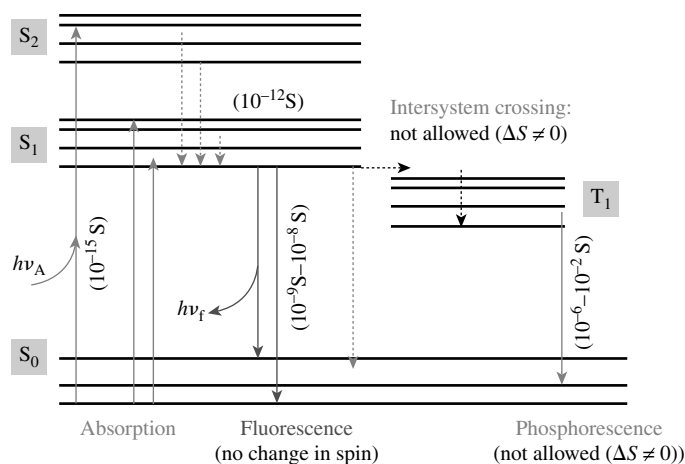 S₂
(10⁻¹²S)
Intersystem crossing:
not allowed (ΔS ≠ 0)
S₁
T₁
(10⁻¹⁵ S)
(10⁻⁹S–10⁻⁸ S)
(10⁻⁶–10⁻² S)
hνA
hνf
S₀
Absorption
Fluorescence
(no change in spin)
Phosphorescence
(not allowed (ΔS ≠ 0))